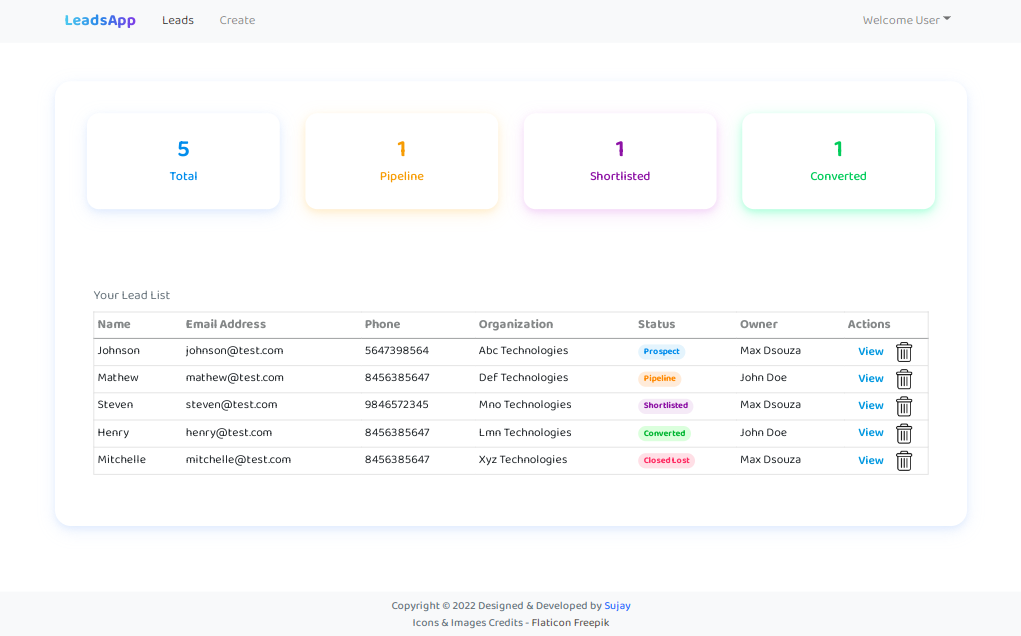 LeadsApp Leads Create Welcome User
5 1 1 1
Total Pipeline Shortlisted Converted
Your Lead List
Name Email Address Phone Organization Status Owner Actions
Johnson johnson@test.com 5647398564 Abc Technologies Prospect Max Dsouza View
Mathew mathew@test.com 8456385647 Def Technologies Pipeline John Doe View
Steven steven@test.com 9846572345 Mno Technologies Shortlisted Max Dsouza View
Henry henry@test.com 8456385647 Lmn Technologies Converted John Doe View
Mitchelle mitchelle@test.com 8456385647 Xyz Technologies Closed Lost Max Dsouza View
Copyright © 2022 Designed & Developed by Sujay
Icons & Images Credits - Flaticon Freepik